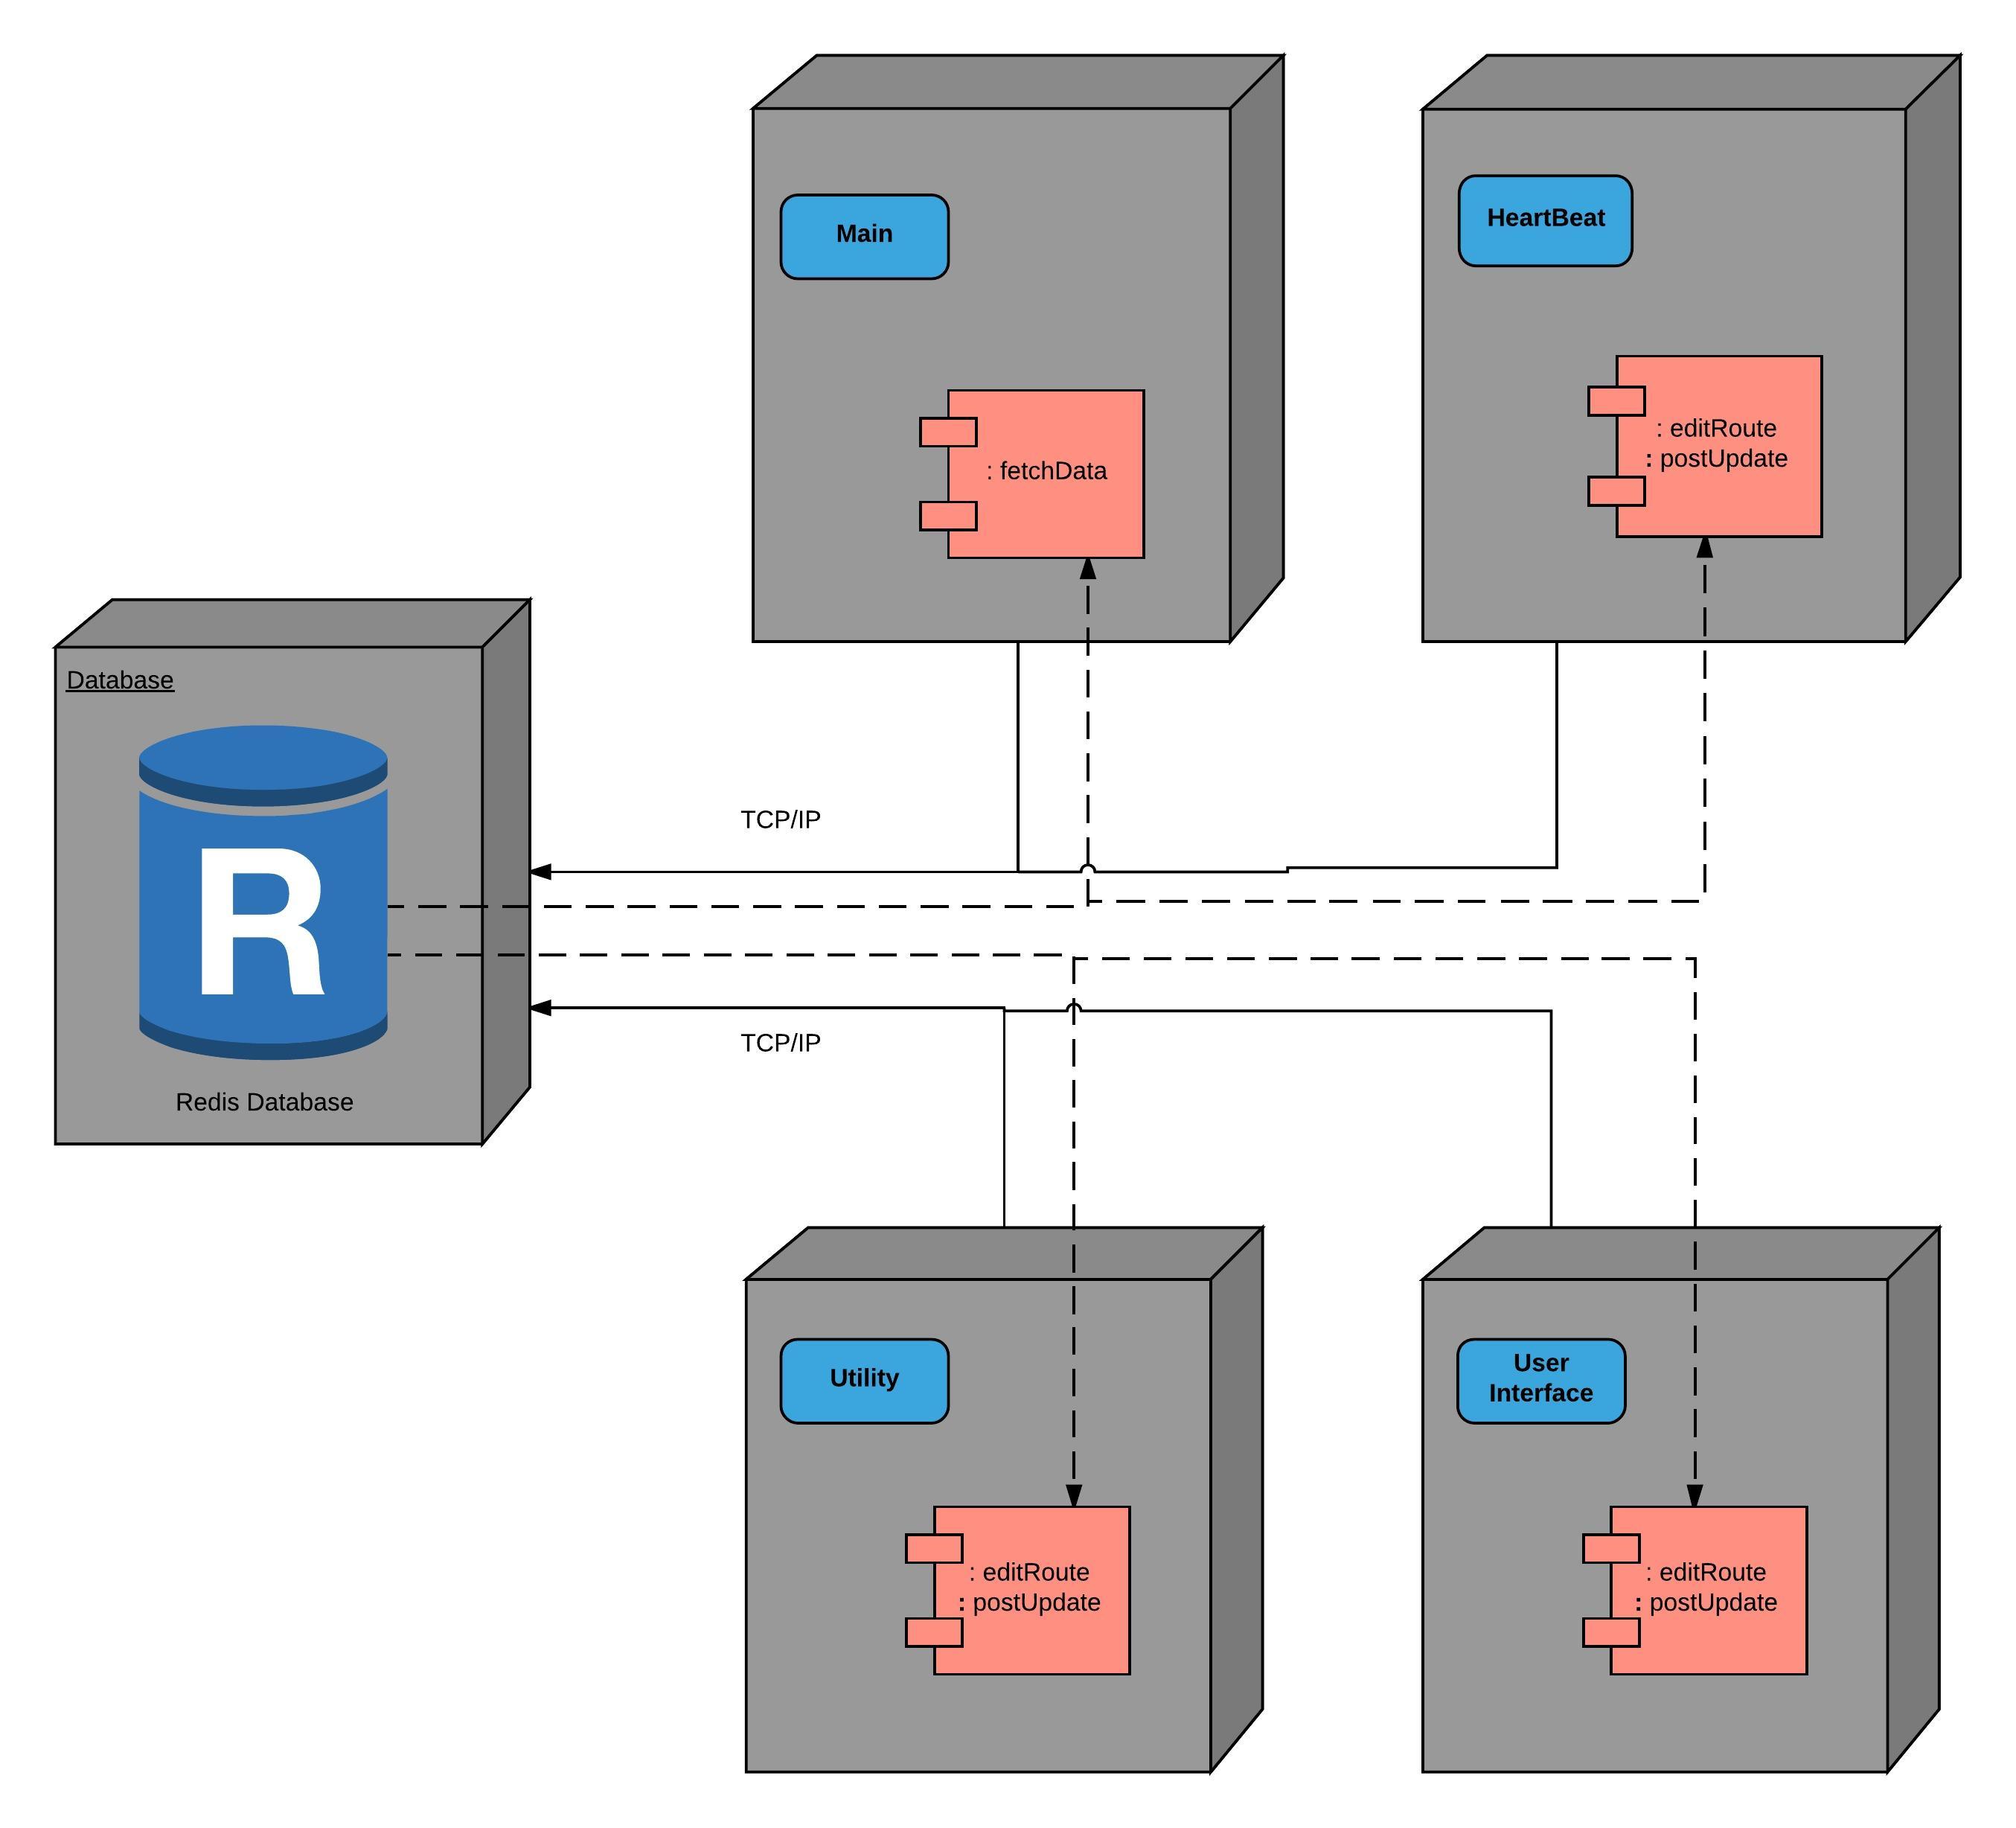 Main
HeartBeat
: fetchData
: editRoute
: postUpdate
Database
R
Redis Database
TCP/IP
TCP/IP
Utility
User
Interface
: editRoute
: postUpdate
: editRoute
: postUpdate